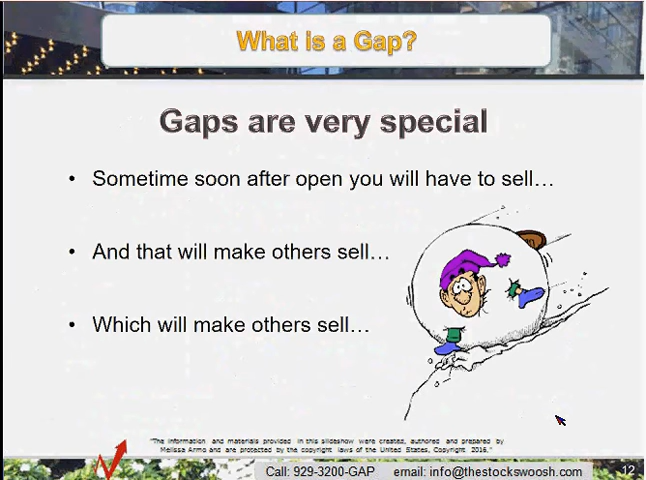 What is a Gap?
Gaps are very special
• Sometime soon after open you will have to sell…
• And that will make others sell…
• Which will make others sell…
"The information and materials provided in this slideshow were created, authored and prepared by
Melissa Armo and are protected by the copyright laws of the United States, Copyright 2016."
Call: 929-3200-GAP email: info@thestockswoosh.com 12